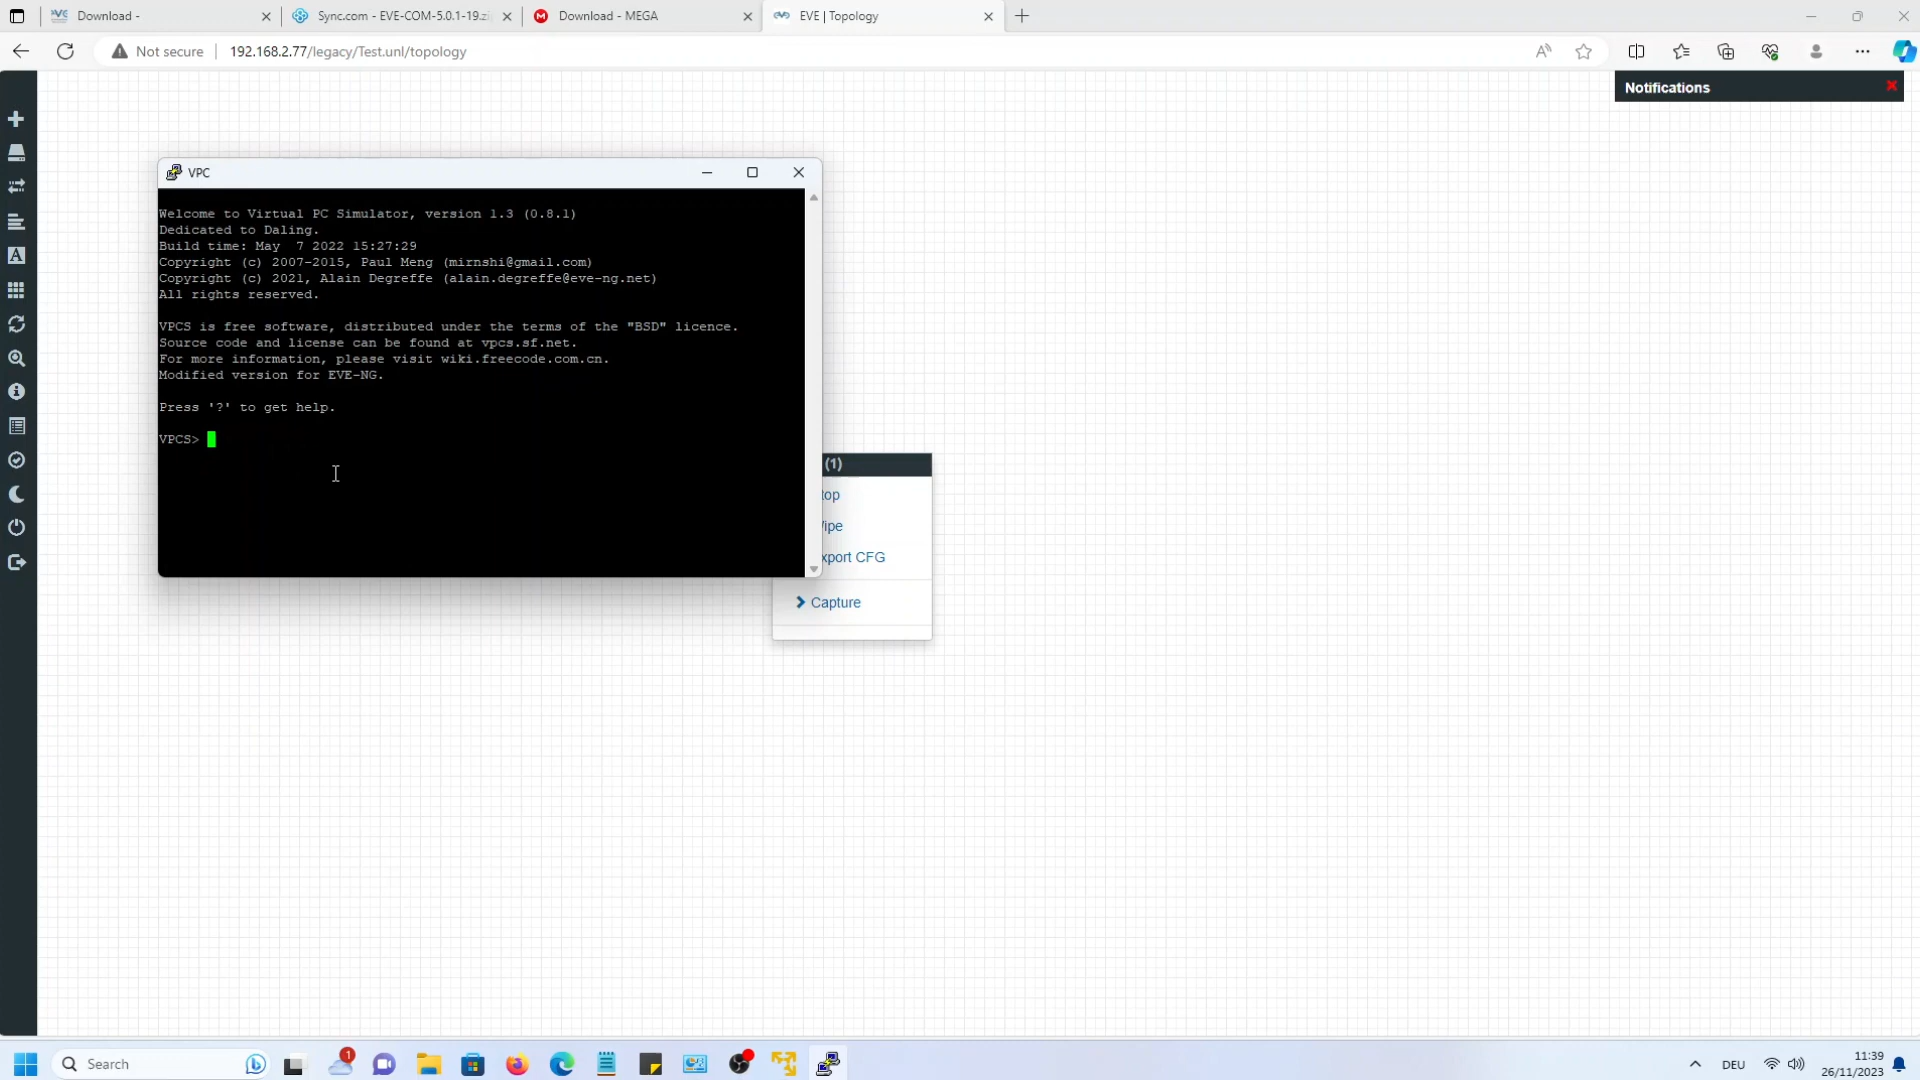 Download -
Sync.com - EVE-COM-5.0.1-19.zi
Download - MEGA
EVE | Topology
Not secure
192.168.2.77/legacy/Test.unl/topology
Notifications
VPC
Welcome to Virtual PC Simulator, version 1.3 (0.8.1)
Dedicated to Daling.
Build time: May  7 2022 15:27:29
Copyright (c) 2007-2015, Paul Meng (mirnshi@gmail.com)
Copyright (c) 2021, Alain Degreffe (alain.degreffe@eve-ng.net)
All rights reserved.
VPCS is free software, distributed under the terms of the "BSD" licence.
Source code and license can be found at vpcs.sf.net.
For more information, please visit wiki.freecode.com.cn.
Modified version for EVE-NG.
Press '?' to get help.
VPCS>
(1)
top
ipe
xport CFG
Capture
Search
1
DEU
11:39
26/11/2023